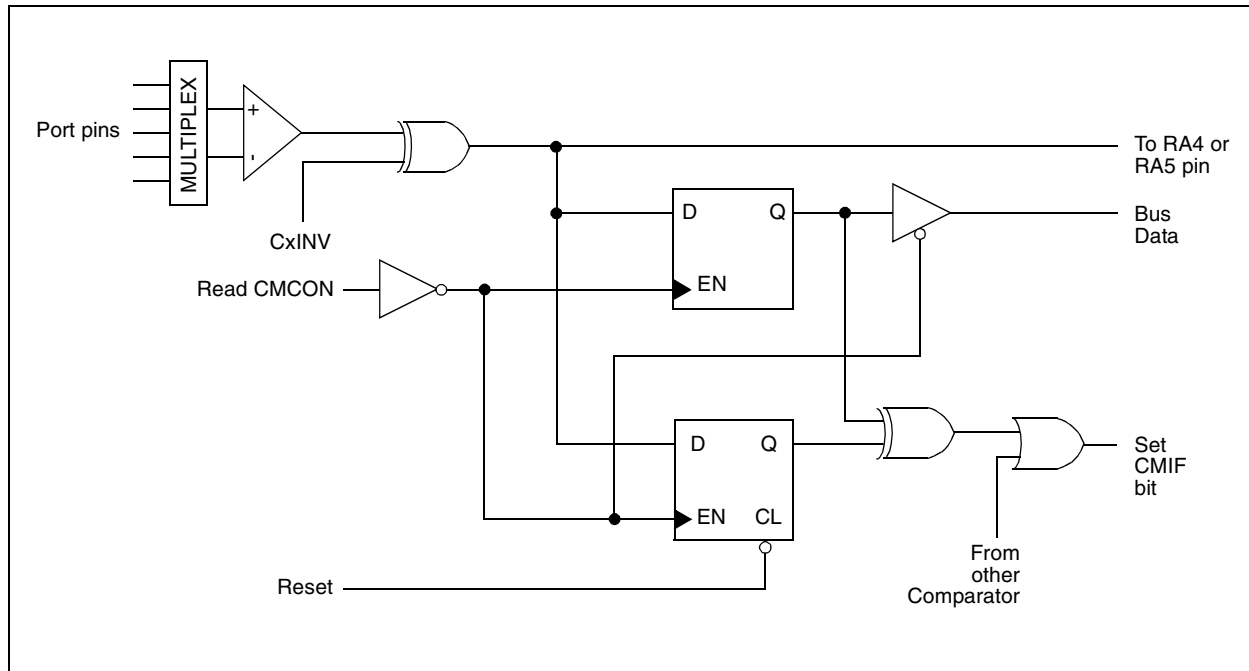 MULTIPLEX
Port pins
+
-
CxINV
To RA4 or
RA5 pin
D
Q
EN
Bus
Data
Read CMCON
D
Q
EN
CL
Set
CMIF
bit
From
other
Comparator
Reset